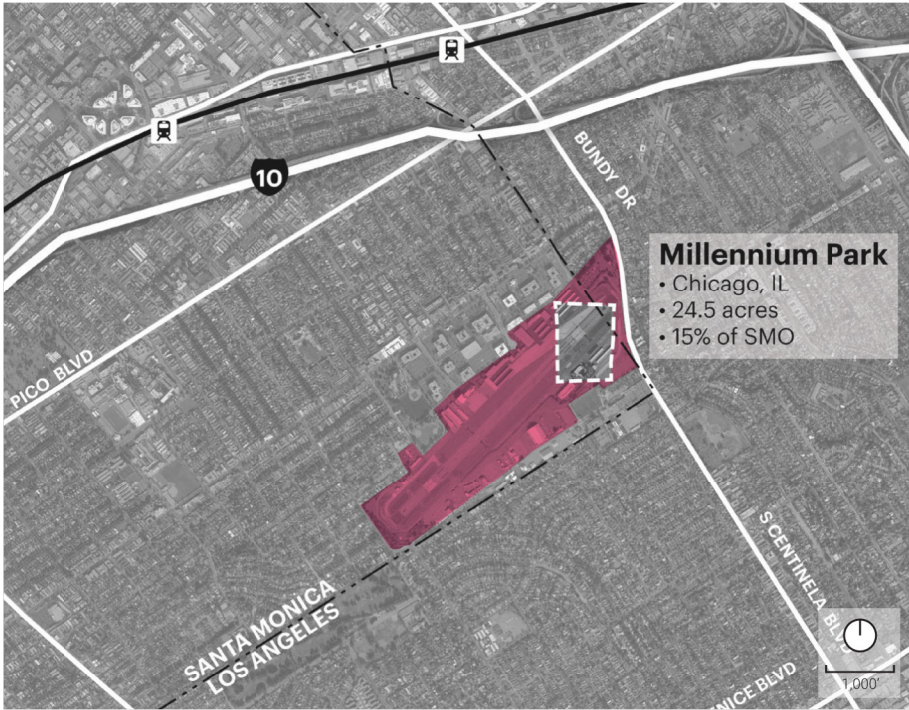 10
BUNDY DR
Millennium Park
• Chicago, IL
• 24.5 acres
• 15% of SMO
PICO BLVD
S CENTINELA BLVD
SANTA MONICA
LOS ANGELES
1,000'
NICE BLVD